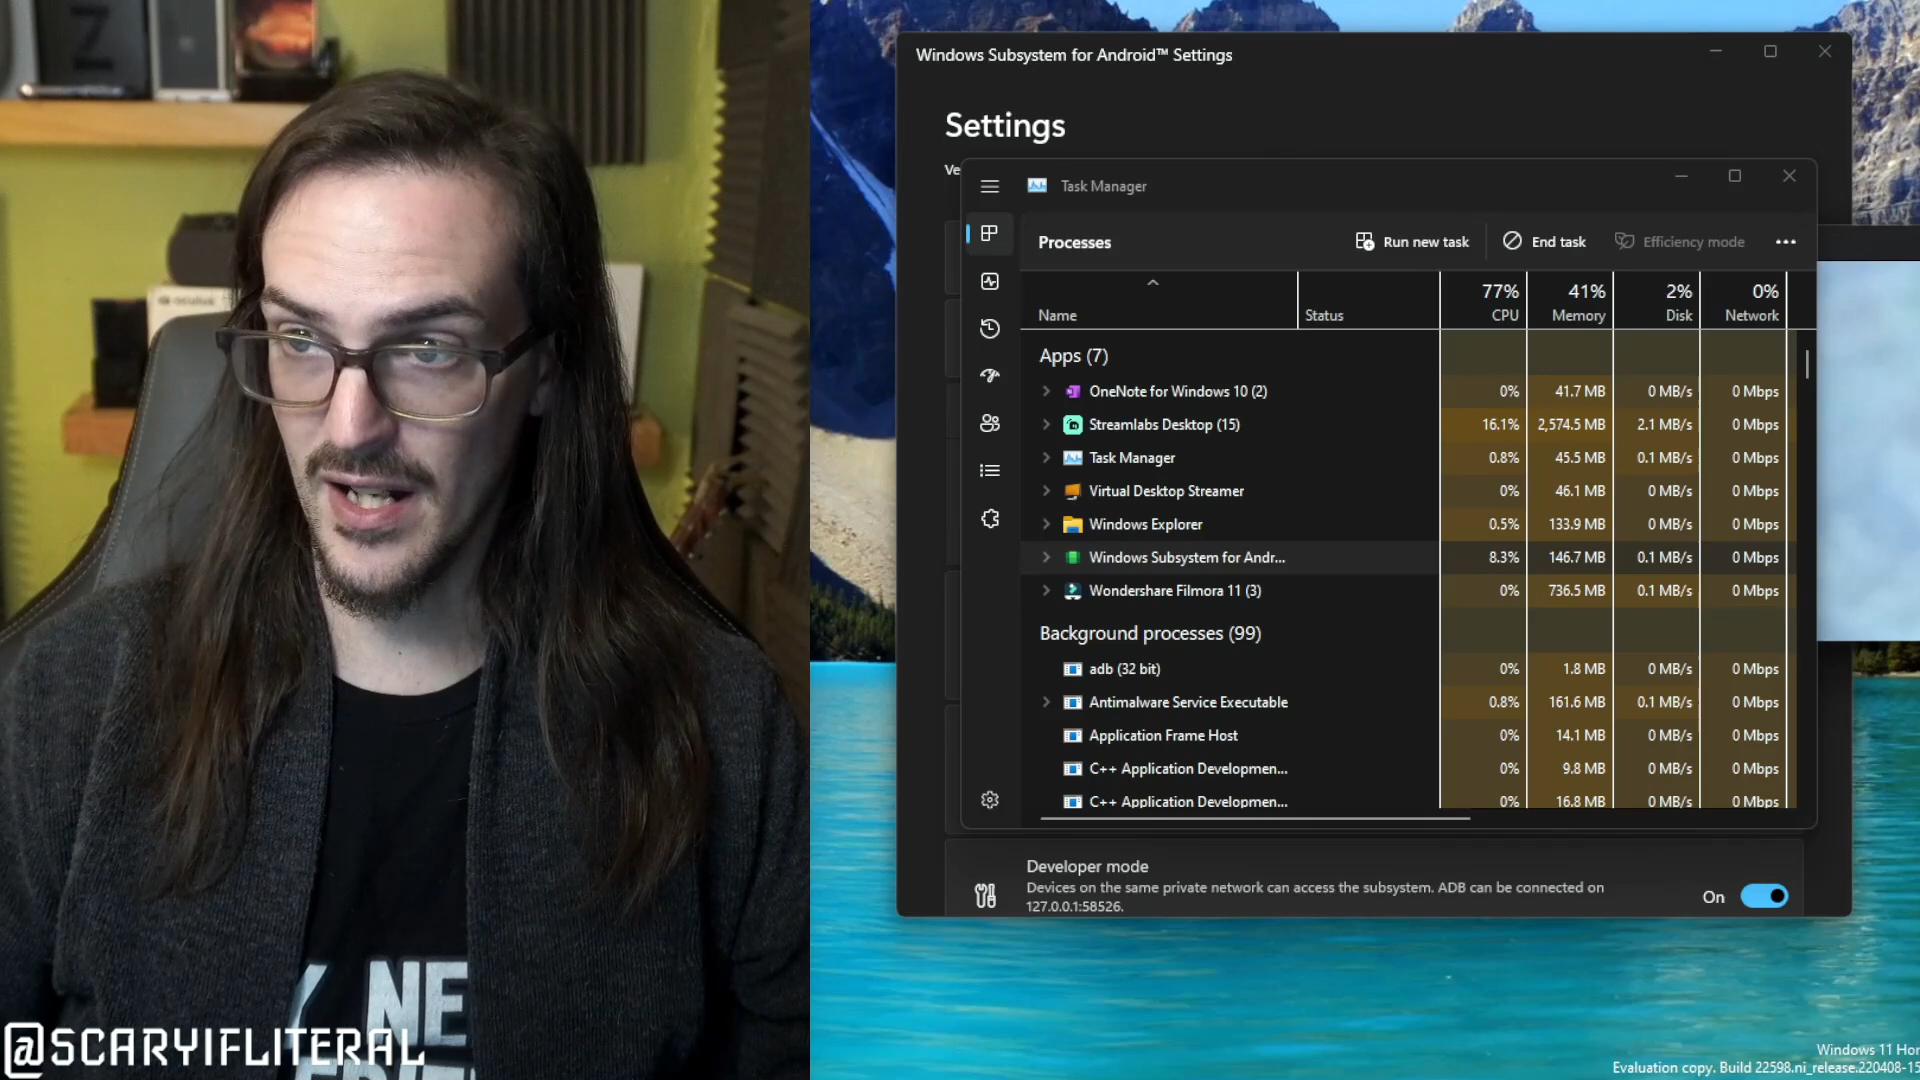 Windows Subsystem for Android™ Settings
Settings
Ve
Task Manager
Processes
Run new task
End task
Efficiency mode
77% 41% 2% 0%
Name Status CPU Memory Disk Network
Apps (7)
OneNote for Windows 10 (2) 0% 41.7 MB 0 MB/s 0 Mbps
Streamlabs Desktop (15) 16.1% 2,574.5 MB 2.1 MB/s 0 Mbps
Task Manager 0.8% 45.5 MB 0.1 MB/s 0 Mbps
Virtual Desktop Streamer 0% 46.1 MB 0 MB/s 0 Mbps
Windows Explorer 0.5% 133.9 MB 0 MB/s 0 Mbps
Windows Subsystem for Andr... 8.3% 146.7 MB 0.1 MB/s 0 Mbps
Wondershare Filmora 11 (3) 0% 736.5 MB 0.1 MB/s 0 Mbps
Background processes (99)
adb (32 bit) 0% 1.8 MB 0 MB/s 0 Mbps
Antimalware Service Executable 0.8% 161.6 MB 0.1 MB/s 0 Mbps
Application Frame Host 0% 14.1 MB 0 MB/s 0 Mbps
C++ Application Developmen... 0% 9.8 MB 0 MB/s 0 Mbps
C++ Application Developmen... 0% 16.8 MB 0 MB/s 0 Mbps
Developer mode
Devices on the same private network can access the subsystem. ADB can be connected on
127.0.0.1:58526.
On
Windows 11 Hor
Evaluation copy. Build 22598.ni_release.220408-15
oculus
Y NE
@SCARYIFLITERAL